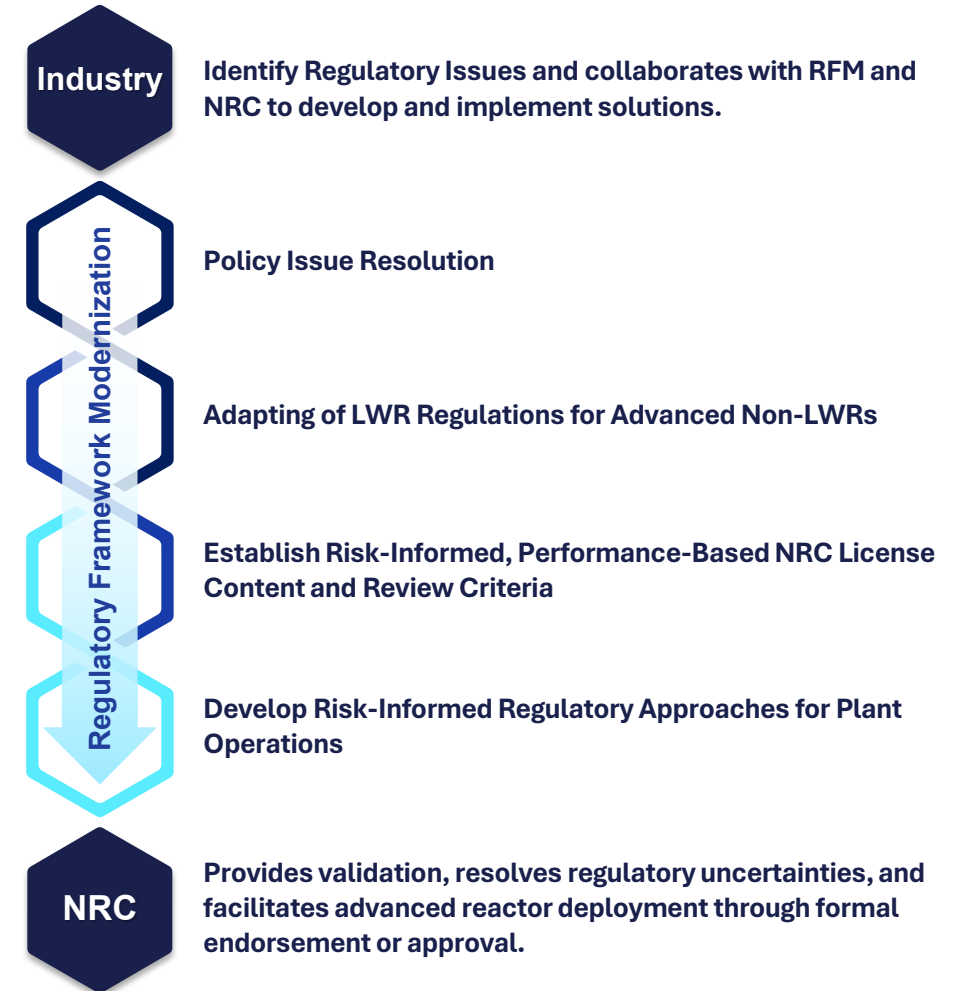 Industry
Identify Regulatory Issues and collaborates with RFM and
NRC to develop and implement solutions.
Regulatory Framework Modernization
Policy Issue Resolution
Adapting of LWR Regulations for Advanced Non-LWRs
Establish Risk-Informed, Performance-Based NRC License
Content and Review Criteria
Develop Risk-Informed Regulatory Approaches for Plant
Operations
NRC
Provides validation, resolves regulatory uncertainties, and
facilitates advanced reactor deployment through formal
endorsement or approval.